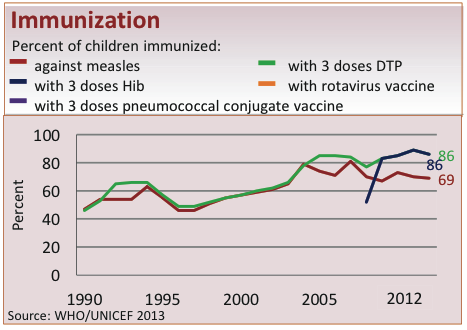 Immunization
Percent of children immunized:
against measles
with 3 doses DTP
with 3 doses Hib
with rotavirus vaccine
with 3 doses pneumococcal conjugate vaccine
100
80
60
40
20
0
Percent
86
86
69
1990 1995 2000 2005 2012
Source: WHO/UNICEF 2013